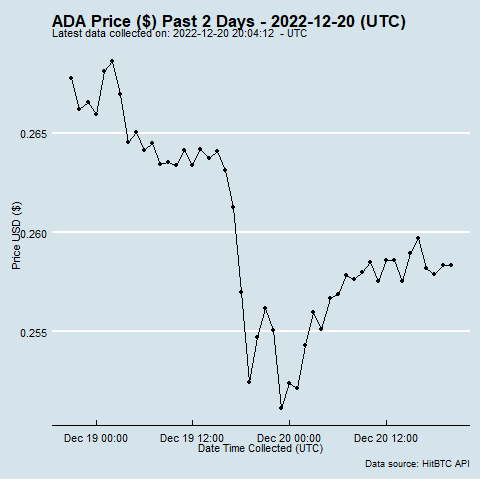 ADA Price ($) Past 2 Days - 2022-12-20 (UTC)
Latest data collected on: 2022-12-20 20:04:12 - UTC
0.265
0.260
0.255
Price USD ($)
Dec 19 00:00 Dec 19 12:00 Dec 20 00:00 Dec 20 12:00
Date Time Collected (UTC)
Data source: HitBTC API